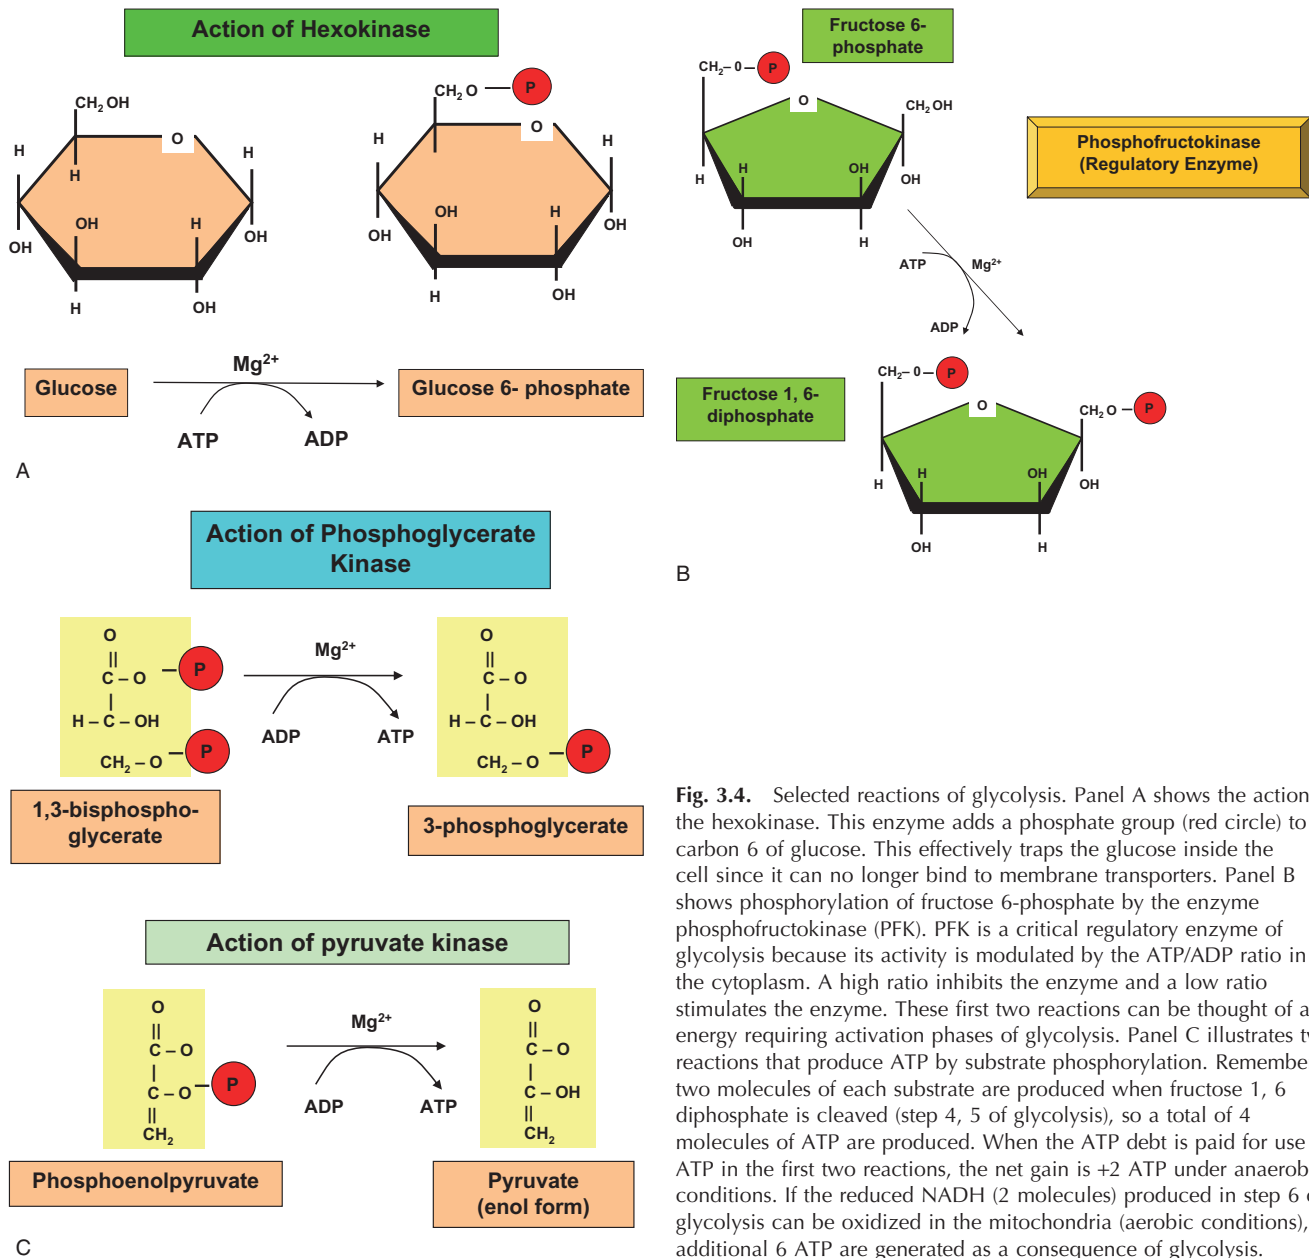 Action of Hexokinase
CH2 OH
O
H
H
H
OH
OH
H
OH
H
OH
CH2 O — P
O
H
H
OH
OH
H
OH
H
OH
Glucose
Mg2+
ATP
ADP
Glucose 6- phosphate
A
Fructose 6-
phosphate
CH2– 0 – P
O
CH2 OH
H
H
OH
OH
OH
H
Phosphofructokinase
(Regulatory Enzyme)
ATP
Mg2+
ADP
Fructose 1, 6-
diphosphate
CH2– 0 – P
O
CH2 O – P
H
H
OH
OH
OH
H
B
Action of Phosphoglycerate
Kinase
O
C – O – P
H – C – OH
CH2 – O – P
1,3-bisphospho-
glycerate
Mg2+
ADP
ATP
O
C – O
H – C – OH
CH2 – O – P
3-phosphoglycerate
Action of pyruvate kinase
O
C – O
C – O – P
CH2
Phosphoenolpyruvate
Mg2+
ADP
ATP
O
C – O
C – OH
CH2
Pyruvate
(enol form)
C
Fig. 3.4. Selected reactions of glycolysis. Panel A shows the action
the hexokinase. This enzyme adds a phosphate group (red circle) to
carbon 6 of glucose. This effectively traps the glucose inside the
cell since it can no longer bind to membrane transporters. Panel B
shows phosphorylation of fructose 6-phosphate by the enzyme
phosphofructokinase (PFK). PFK is a critical regulatory enzyme of
glycolysis because its activity is modulated by the ATP/ADP ratio in
the cytoplasm. A high ratio inhibits the enzyme and a low ratio
stimulates the enzyme. These first two reactions can be thought of a
energy requiring activation phases of glycolysis. Panel C illustrates
reactions that produce ATP by substrate phosphorylation. Remembe
two molecules of each substrate are produced when fructose 1, 6
diphosphate is cleaved (step 4, 5 of glycolysis), so a total of 4
molecules of ATP are produced. When the ATP debt is paid for use
ATP in the first two reactions, the net gain is +2 ATP under anaerob
conditions. If the reduced NADH (2 molecules) produced in step 6
glycolysis can be oxidized in the mitochondria (aerobic conditions),
additional 6 ATP are generated as a consequence of glycolysis.